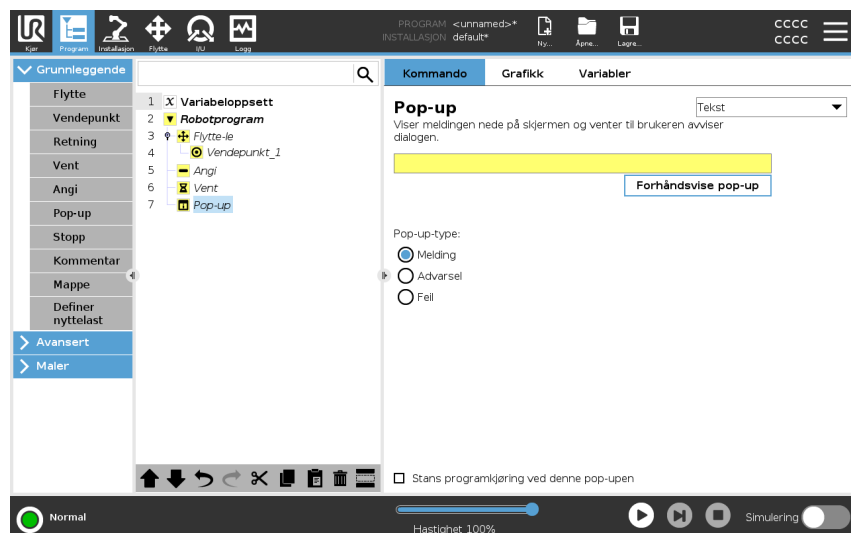 PROGRAM <unnamed>*
INSTALLASJON default*
UR
Kjør
Program
Installasjon
Flytte
I/U
Logg
Ny...
Åpne...
Lagre...
CCCC
CCCC
Grunnleggende
Flytte
Vendepunkt
Retning
Vent
Angi
Pop-up
Stopp
Kommentar
Mappe
Definer
nyttelast
Avansert
Maler
1 X Variabeloppsett
2 Robotprogram
3 Flytte-le
4 Vendepunkt_1
5 Angi
6 Vent
7 Pop-up
Kommando
Grafikk
Variabler
Pop-up
Tekst
Viser meldingen nede på skjermen og venter til brukeren avviser
dialogen.
Forhåndsvise pop-up
Pop-up-type:
Melding
Advarsel
Feil
Stans programkjøring ved denne pop-upen
Normal
Hastighet 100%
Simulering